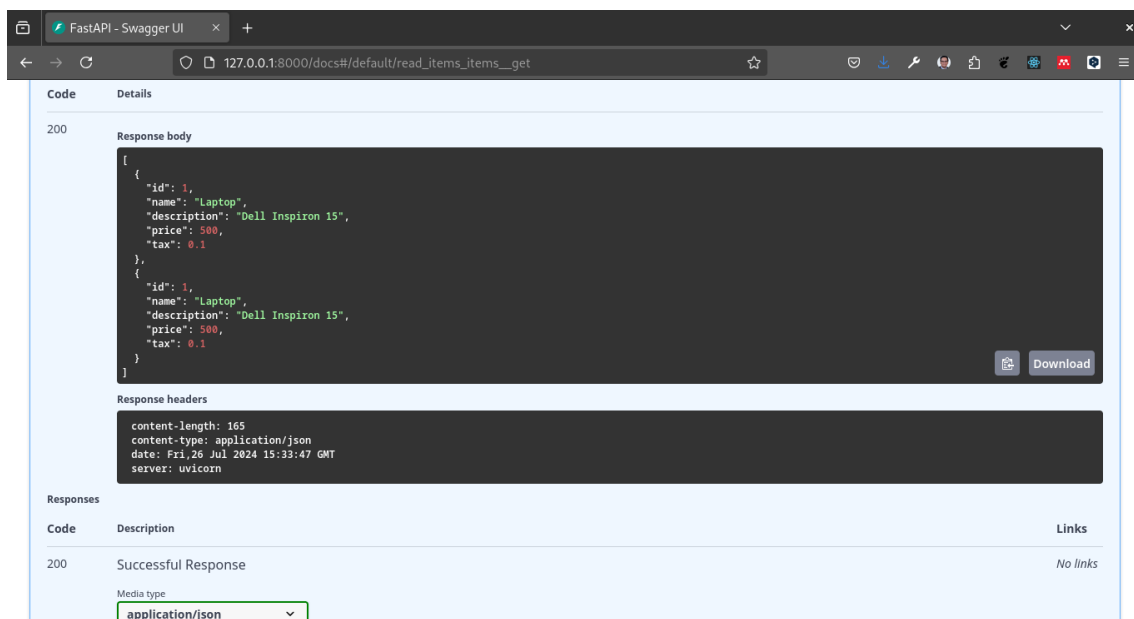 FastAPI - Swagger UI
127.0.0.1:8000/docs#/default/read_items_items__get
Code Details
200
Response body
[
{
"id": 1,
"name": "Laptop",
"description": "Dell Inspiron 15",
"price": 500,
"tax": 0.1
},
{
"id": 1,
"name": "Laptop",
"description": "Dell Inspiron 15",
"price": 500,
"tax": 0.1
}
]
Download
Response headers
content-length: 165
content-type: application/json
date: Fri,26 Jul 2024 15:33:47 GMT
server: uvicorn
Responses
Code Description Links
200 Successful Response No links
Media type
application/json